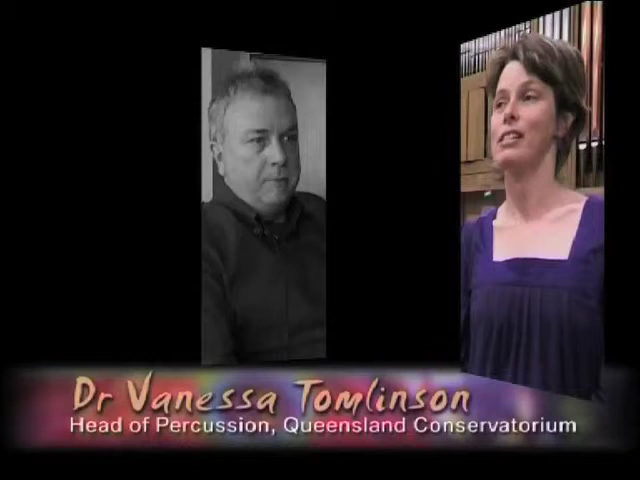 Dr Vanessa Tomlinson
Head of Percussion, Queensland Conservatorium